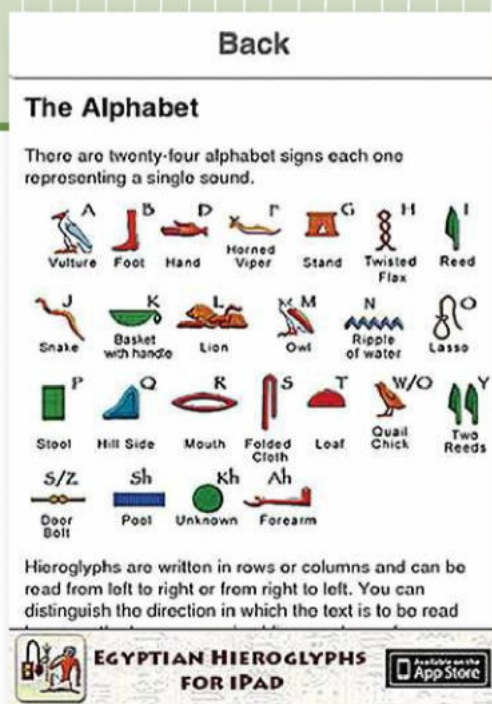 Back
The Alphabet
There are twenty-four alphabet signs each one
representing a single sound.
A B D F G H I
Vulture Foot Hand Horned Viper Stand Twisted Flax Reed
J K L M N O
Snake Basket with handle Lion Owl Ripple of water Lasso
P Q R S T W/O Y
Stool Hill Side Mouth Folded Cloth Loaf Quail Chick Two Reeds
S/Z Sh Kh Ah
Door Bolt Pool Unknown Forearm
Hieroglyphs are written in rows or columns and can be
read from left to right or from right to left. You can
distinguish the direction in which the text is to be read
EGYPTIAN HIEROGLYPHS
FOR IPAD
Available on the
App Store